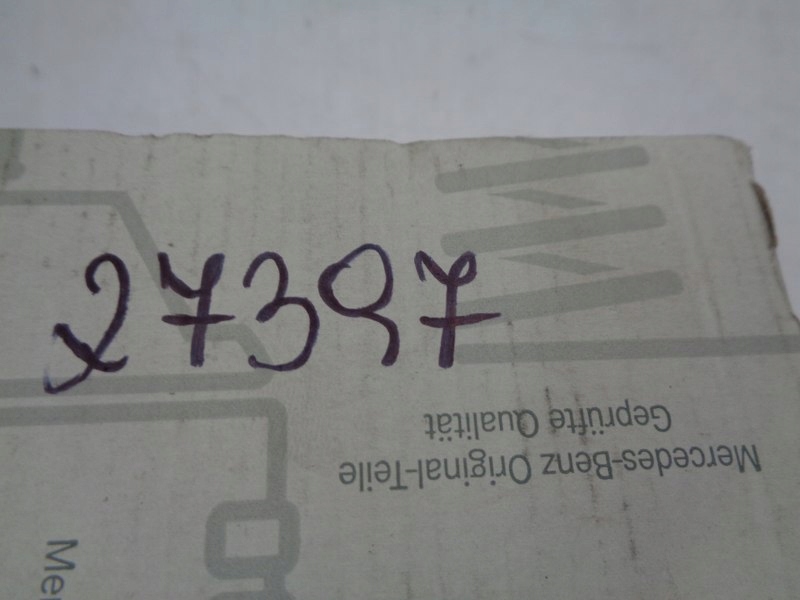 27397
Mercedes-Benz Original-Teile
Geprüfte Qualität